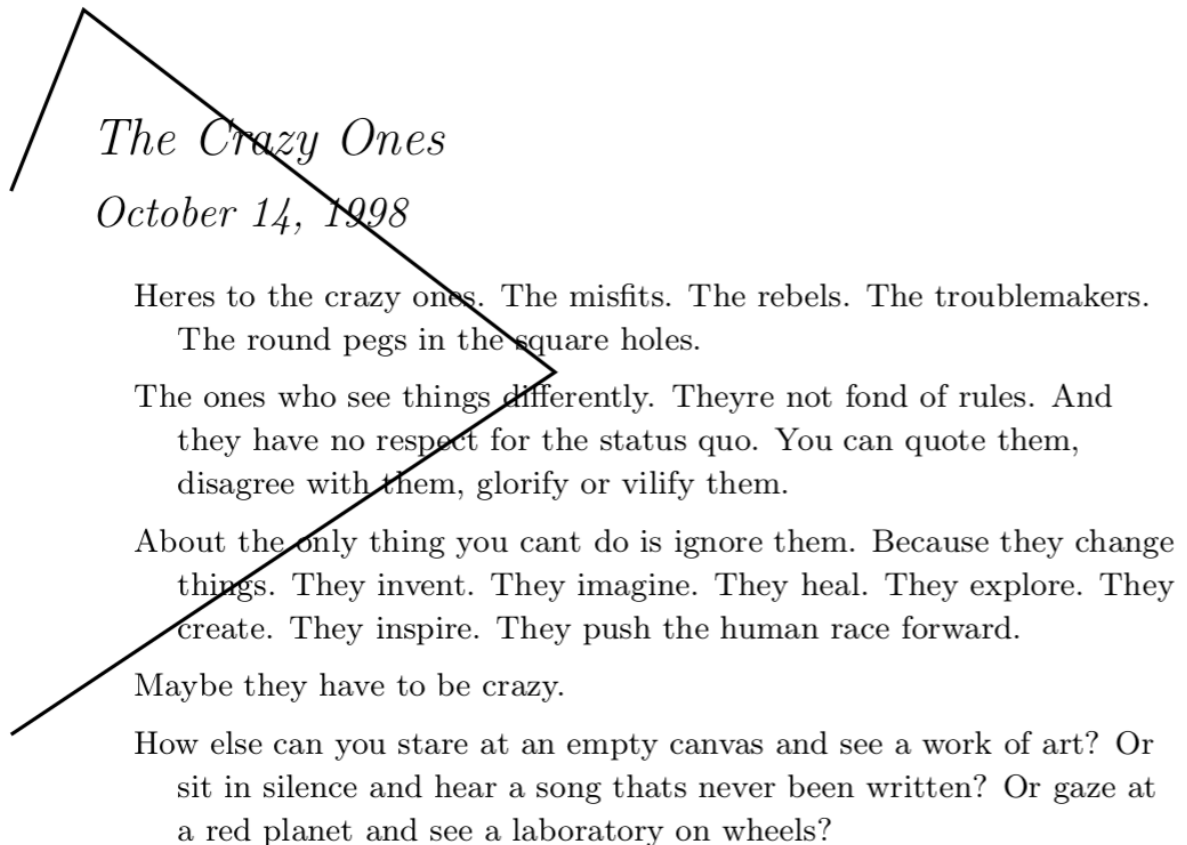 The Crazy Ones
October 14, 1998
Heres to the crazy ones. The misfits. The rebels. The troublemakers.
The round pegs in the square holes.
The ones who see things differently. Theyre not fond of rules. And
they have no respect for the status quo. You can quote them,
disagree with them, glorify or vilify them.
About the only thing you cant do is ignore them. Because they change
things. They invent. They imagine. They heal. They explore. They
create. They inspire. They push the human race forward.
Maybe they have to be crazy.
How else can you stare at an empty canvas and see a work of art? Or
sit in silence and hear a song thats never been written? Or gaze at
a red planet and see a laboratory on wheels?